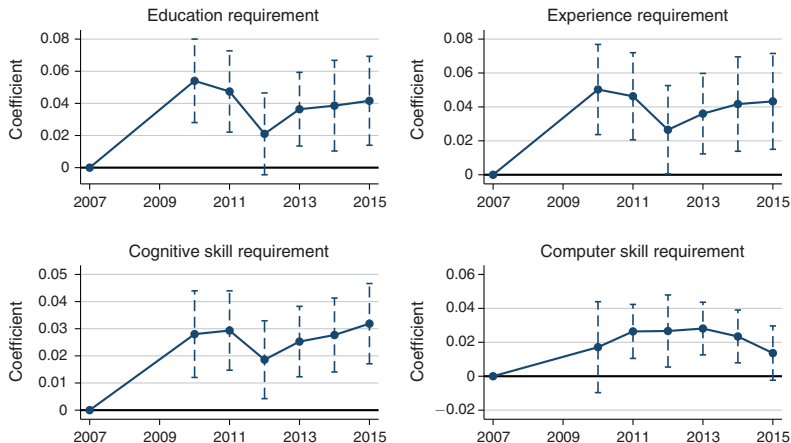 Education requirement
Coefficient
0.08
0.06
0.04
0.02
0
2007 2009 2011 2013 2015
Experience requirement
Coefficient
0.08
0.06
0.04
0.02
0
2007 2009 2011 2013 2015
Cognitive skill requirement
Coefficient
0.05
0.04
0.03
0.02
0.01
0
2007 2009 2011 2013 2015
Computer skill requirement
Coefficient
0.06
0.04
0.02
0
−0.02
2007 2009 2011 2013 2015